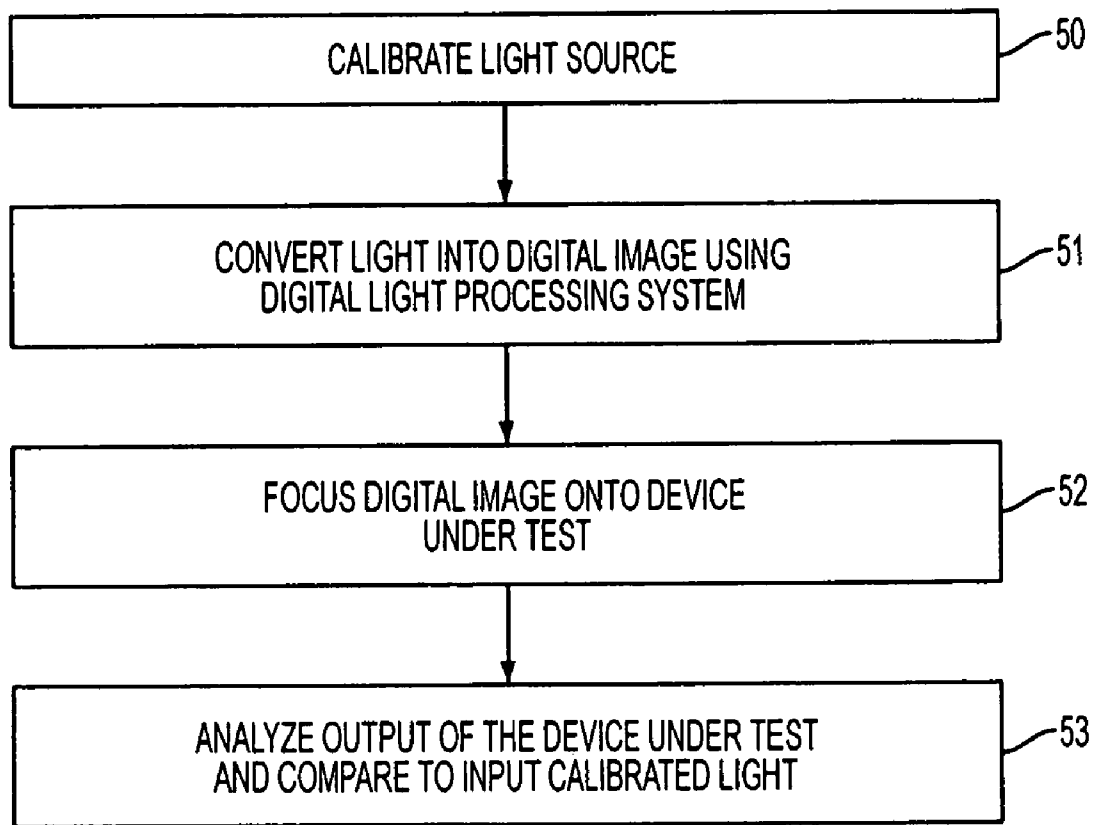 CALIBRATE LIGHT SOURCE
50
CONVERT LIGHT INTO DIGITAL IMAGE USING
DIGITAL LIGHT PROCESSING SYSTEM
51
FOCUS DIGITAL IMAGE ONTO DEVICE
UNDER TEST
52
ANALYZE OUTPUT OF THE DEVICE UNDER TEST
AND COMPARE TO INPUT CALIBRATED LIGHT
53